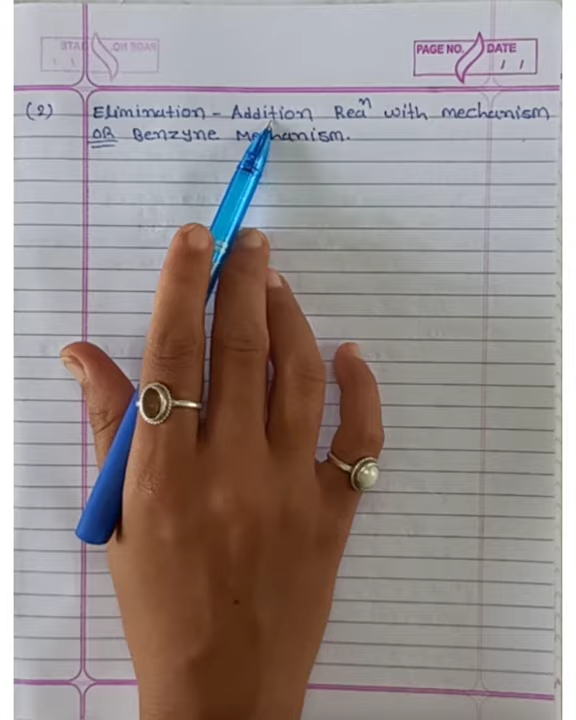 PAGE NO. DATE
/ /
(2) Elimination - Addition Reaⁿ with mechanism
OR Benzyne Mechanism.